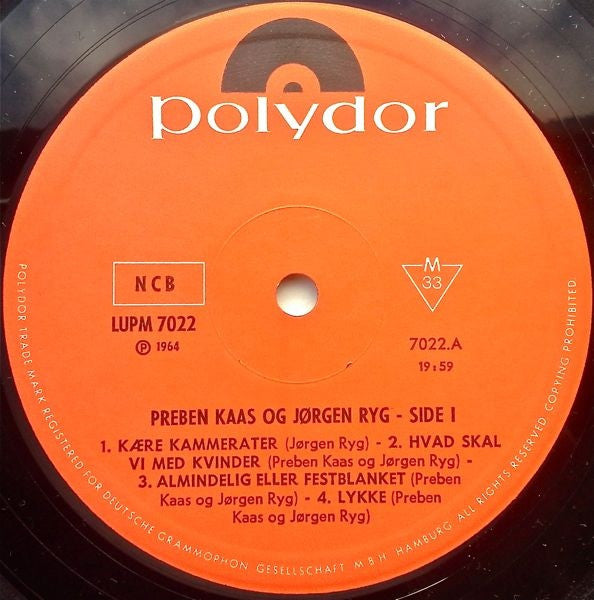 polydor
NCB
LUPM 7022
℗ 1964
M
33
7022.A
19:59
PREBEN KAAS OG JØRGEN RYG - SIDE I
1. KÆRE KAMMERATER (Jørgen Ryg) - 2. HVAD SKAL
VI MED KVINDER (Preben Kaas og Jørgen Ryg) -
3. ALMINDELIG ELLER FESTBLANKET (Preben
Kaas og Jørgen Ryg) - 4. LYKKE (Preben
Kaas og Jørgen Ryg)
POLYDOR TRADE MARK REGISTERED FOR DEUTSCHE GRAMMOPHON GESELLSCHAFT M.B.H. HAMBURG. ALL RIGHTS RESERVED. COPYING PROHIBITED.